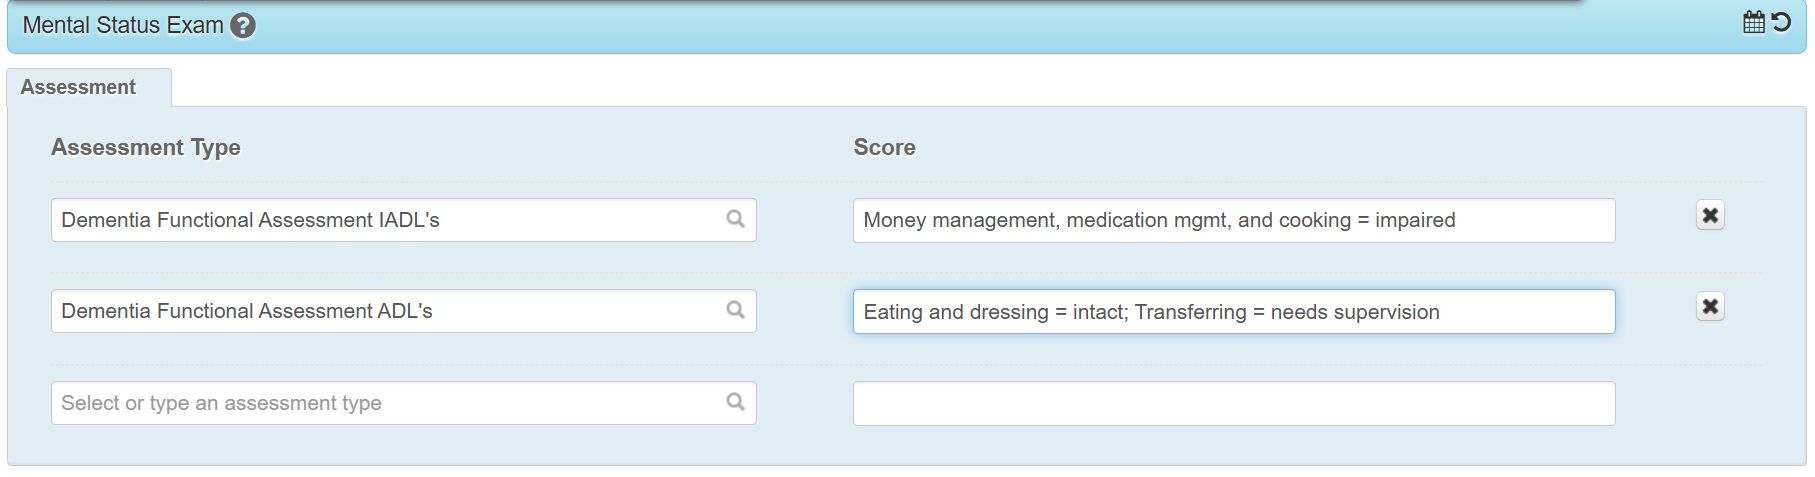 Mental Status Exam ?
Assessment
Assessment Type Score
Dementia Functional Assessment IADL's Money management, medication mgmt, and cooking = impaired
Dementia Functional Assessment ADL's Eating and dressing = intact; Transferring = needs supervision
Select or type an assessment type